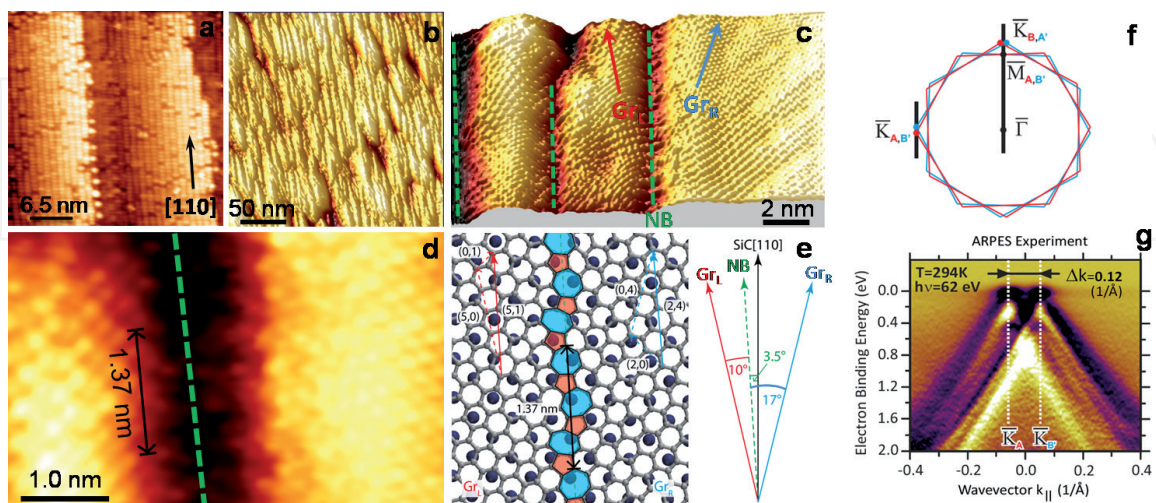 a
6.5 nm
[110]
b
50 nm
c
Gr
Gr_R
NB
2 nm
d
1.37 nm
1.0 nm
e
(0,1)
(5,0)
(5,1)
(0,4)
(2,4)
(2,0)
1.37 nm
Gr_L
Gr_R
SiC[110]
Gr_L
NB
Gr_R
3.5°
10°
17°
f
K̅_B,A'
M̅_A,B'
K̅_A,B'
Γ̅
g
ARPES Experiment
T=294K
hν=62 eV
Δk=0.12
(1/Å)
Electron Binding Energy (eV)
0.0
0.4
0.8
1.2
1.6
2.0
K̅_A
K̅_B'
-0.4
-0.2
0.0
0.2
0.4
Wavevector k_|| (1/Å)